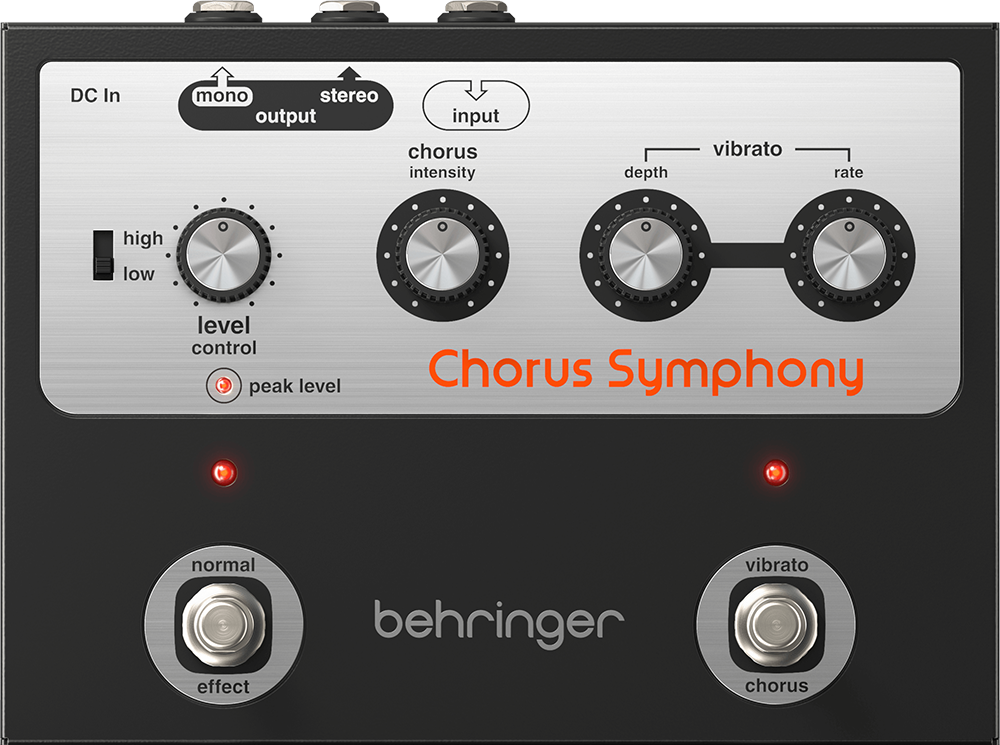 DC In
mono
stereo
output
input
chorus
intensity
vibrato
depth
rate
high
low
level
control
peak level
Chorus Symphony
normal
effect
behringer
vibrato
chorus